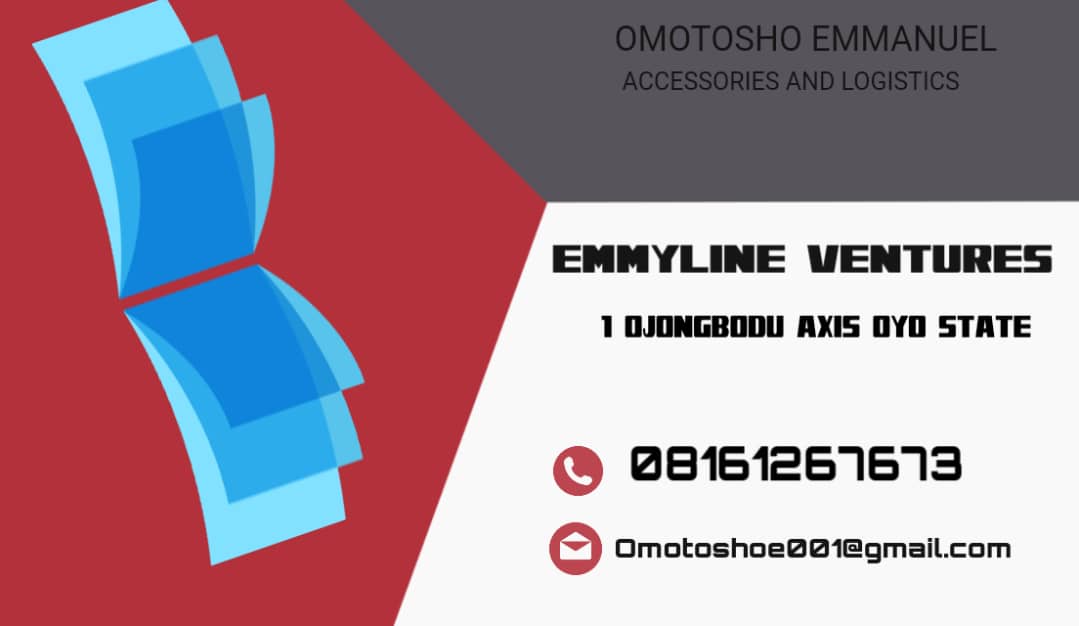 OMOTOSHO EMMANUEL
ACCESSORIES AND LOGISTICS
EMMYLINE VENTURES
1 OJONGBODU AXIS OYO STATE
08161267673
Omotoshoe001@gmail.com